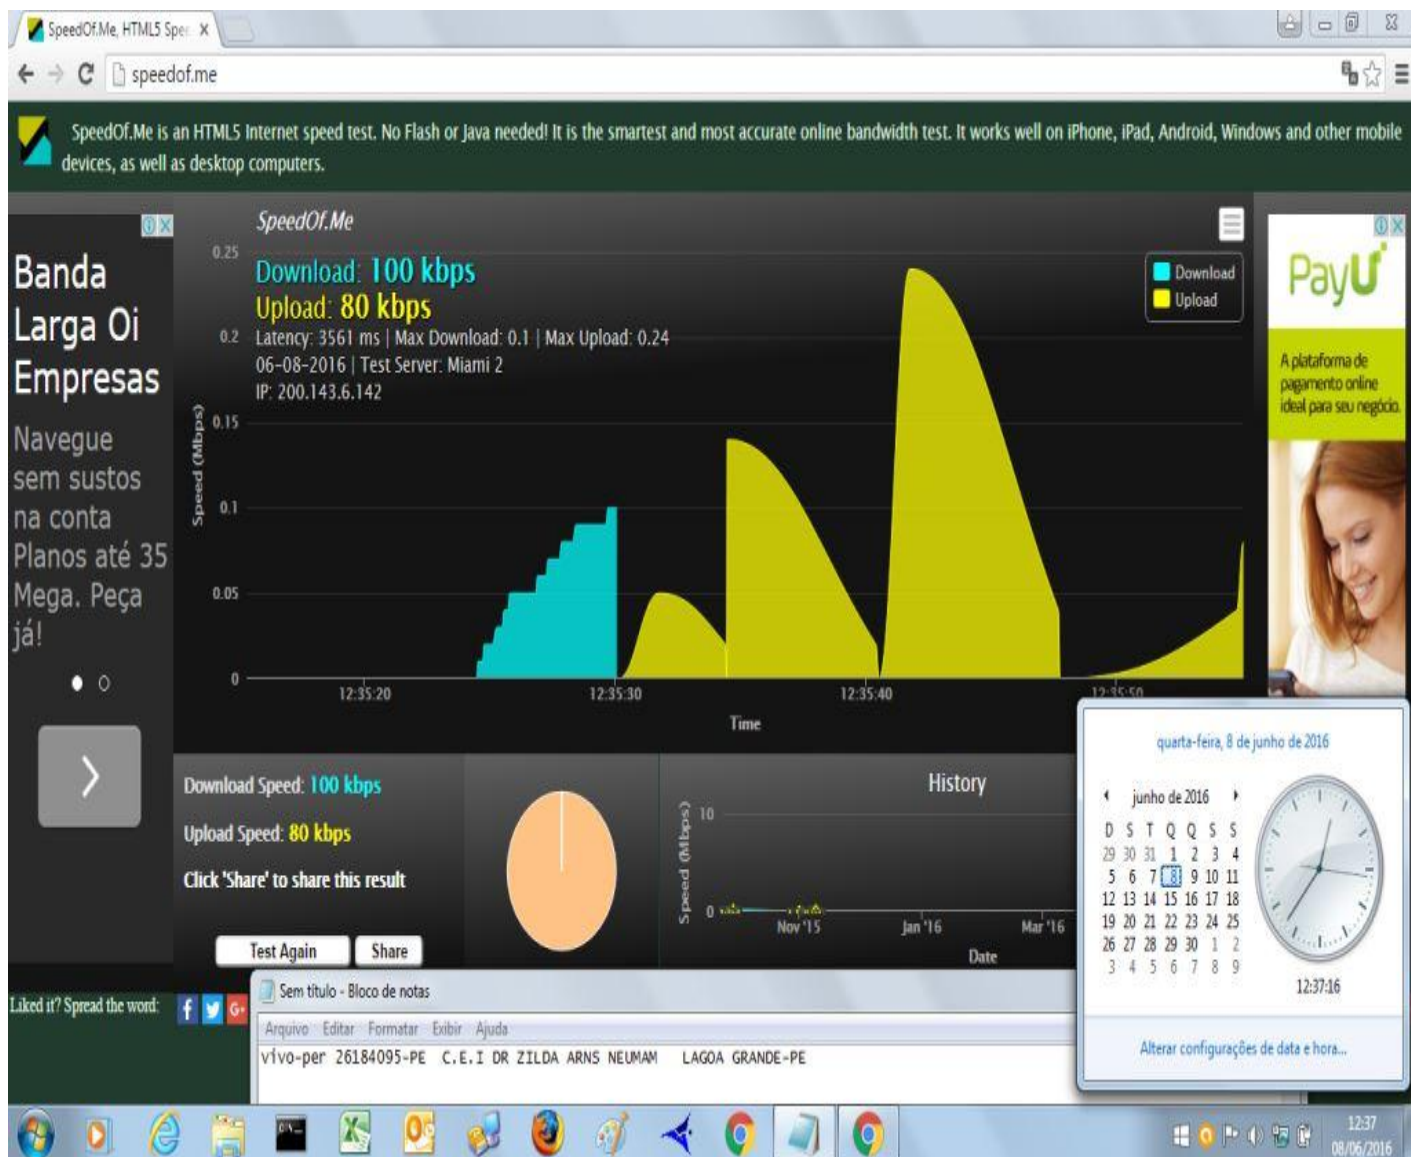 SpeedOf.Me, HTML5 Spe
speedof.me
SpeedOf.Me is an HTML5 Internet speed test. No Flash or Java needed! It is the smartest and most accurate online bandwidth test. It works well on iPhone, iPad, Android, Windows and other mobile
devices, as well as desktop computers.
Banda
Larga Oi
Empresas
Navegue
sem sustos
na conta
Planos até 35
Mega. Peça
já!
SpeedOf.Me
Download: 100 kbps
Upload: 80 kbps
Latency: 3561 ms | Max Download: 0.1 | Max Upload: 0.24
06-08-2016 | Test Server: Miami 2
IP: 200.143.6.142
Download
Upload
Speed (Mbps)
0.25
0.2
0.15
0.1
0.05
0
12:35:20 12:35:30 12:35:40 12:35:50
Time
PayU
A plataforma de
pagamento online
ideal para seu negócio.
Download Speed: 100 kbps
Upload Speed: 80 kbps
Click 'Share' to share this result
Test Again Share
History
Speed (Mbps)
10
0
Nov '15 Jan '16 Mar '16
Date
quarta-feira, 8 de junho de 2016
junho de 2016
D S T Q Q S S
29 30 31 1 2 3 4
5 6 7 8 9 10 11
12 13 14 15 16 17 18
19 20 21 22 23 24 25
26 27 28 29 30 1 2
3 4 5 6 7 8 9
12:37:16
Alterar configurações de data e hora...
Liked it? Spread the word:
f
G+
Sem título - Bloco de notas
Arquivo Editar Formatar Exibir Ajuda
vivo-per 26184095-PE C.E.I DR ZILDA ARNS NEUMAM LAGOA GRANDE-PE
12:37
08/06/2016